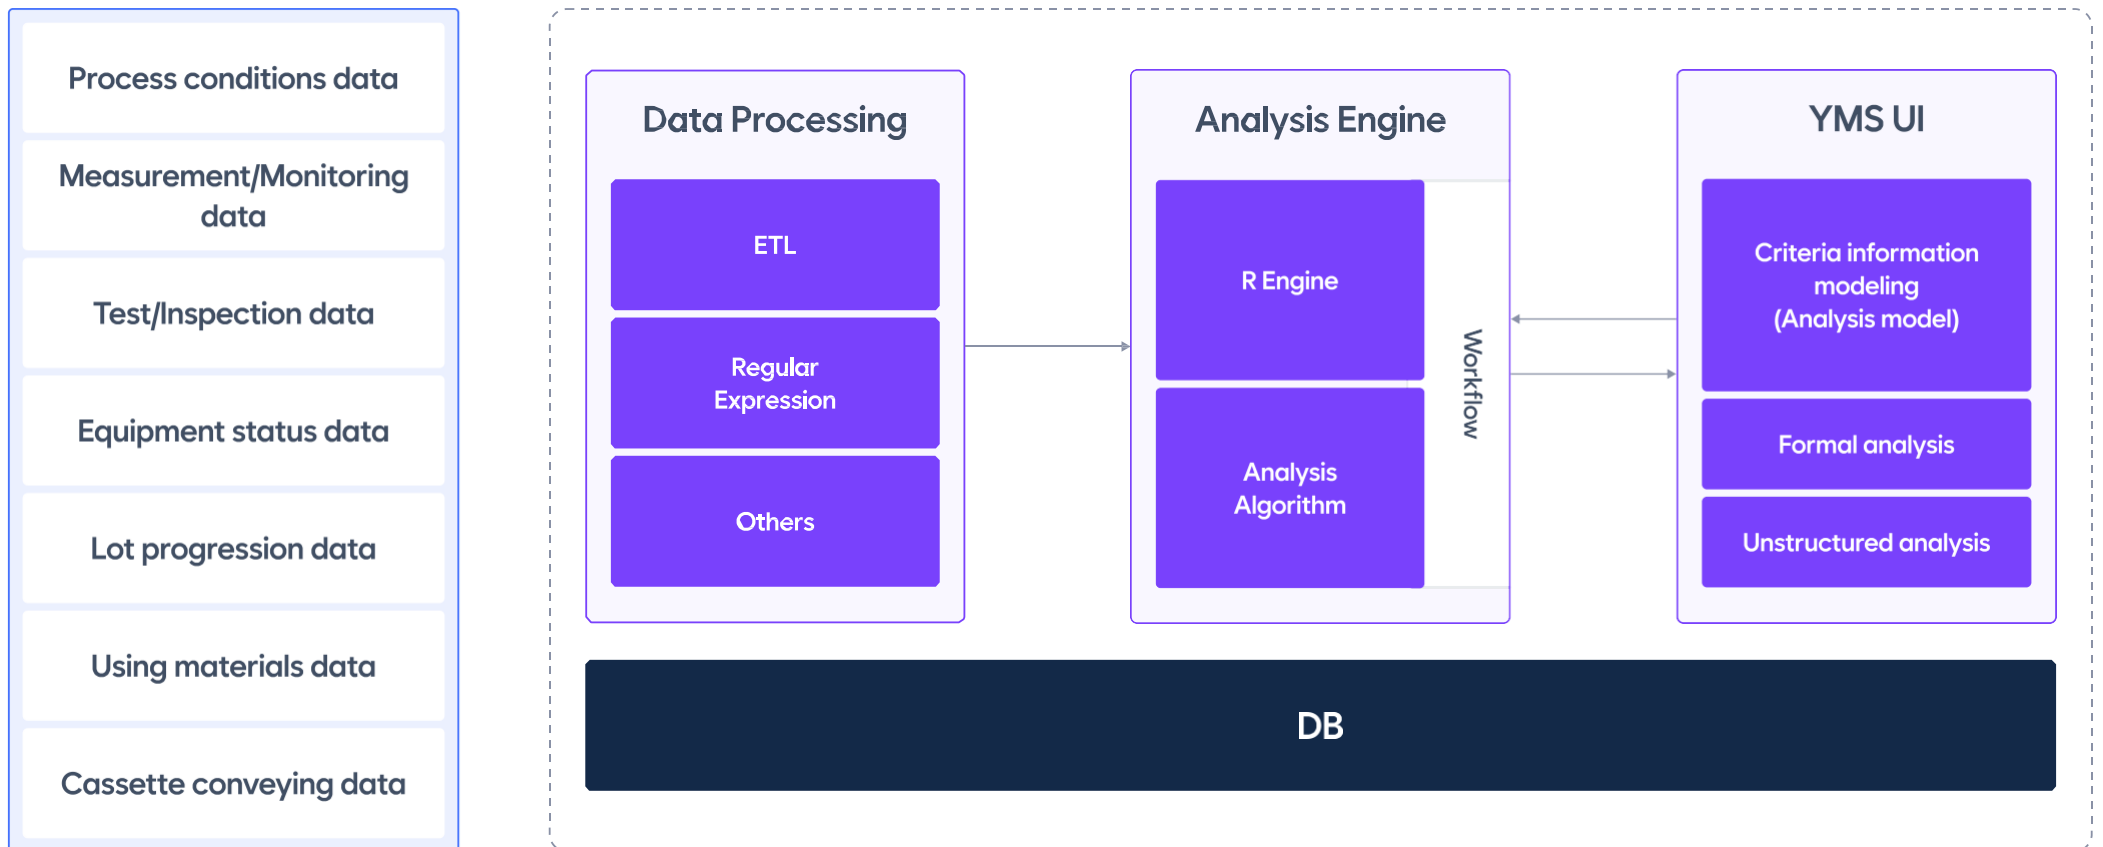 Process conditions data
Measurement/Monitoring
data
Test/Inspection data
Equipment status data
Lot progression data
Using materials data
Cassette conveying data
Data Processing
ETL
Regular
Expression
Others
Analysis Engine
R Engine
Analysis
Algorithm
Workflow
YMS UI
Criteria information
modeling
(Analysis model)
Formal analysis
Unstructured analysis
DB